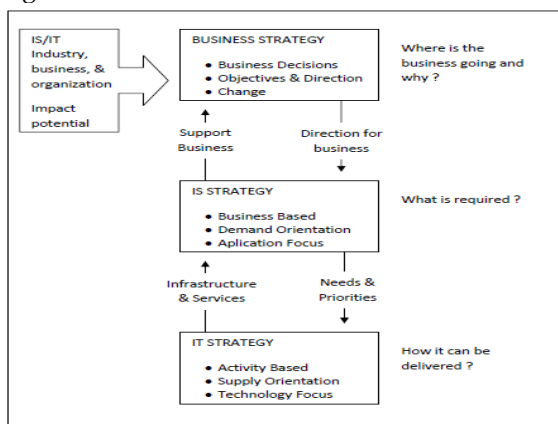 IS/IT
Industry,
business, &
organization
Impact
potential
BUSINESS STRATEGY
• Business Decisions
• Objectives & Direction
• Change
Where is the
business going and
why ?
Support
Business
Direction for
business
IS STRATEGY
• Business Based
• Demand Orientation
• Aplication Focus
What is required ?
Infrastructure
& Services
Needs &
Priorities
IT STRATEGY
• Activity Based
• Supply Orientation
• Technology Focus
How it can be
delivered ?